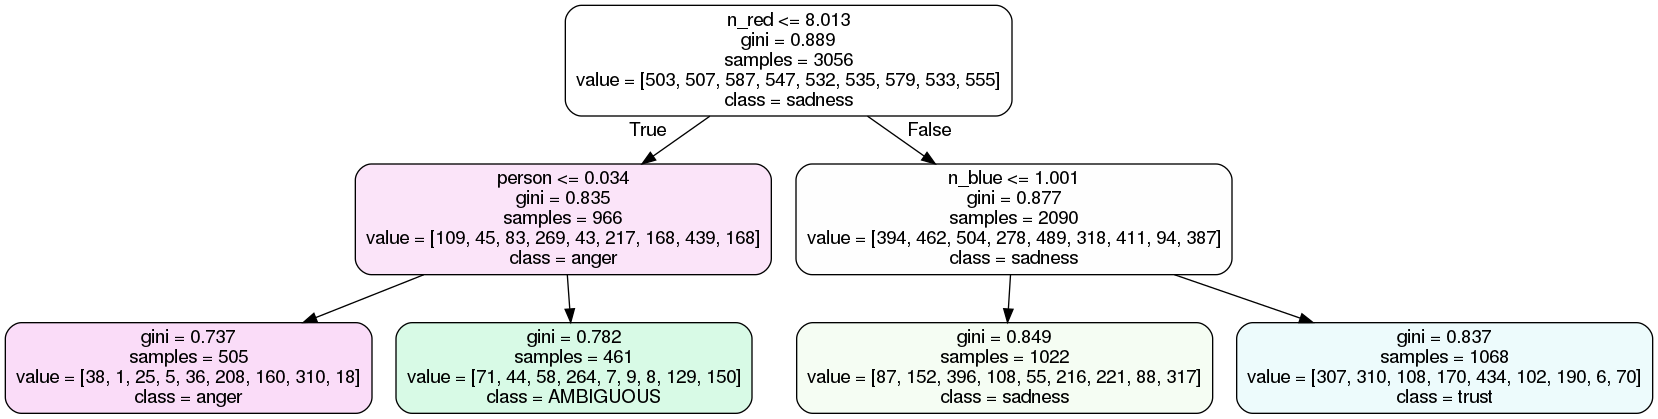 n_red <= 8.013
gini = 0.889
samples = 3056
value = [503, 507, 587, 547, 532, 535, 579, 533, 555]
class = sadness
True
False
person <= 0.034
gini = 0.835
samples = 966
value = [109, 45, 83, 269, 43, 217, 168, 439, 168]
class = anger
n_blue <= 1.001
gini = 0.877
samples = 2090
value = [394, 462, 504, 278, 489, 318, 411, 94, 387]
class = sadness
gini = 0.737
samples = 505
value = [38, 1, 25, 5, 36, 208, 160, 310, 18]
class = anger
gini = 0.782
samples = 461
value = [71, 44, 58, 264, 7, 9, 8, 129, 150]
class = AMBIGUOUS
gini = 0.849
samples = 1022
value = [87, 152, 396, 108, 55, 216, 221, 88, 317]
class = sadness
gini = 0.837
samples = 1068
value = [307, 310, 108, 170, 434, 102, 190, 6, 70]
class = trust